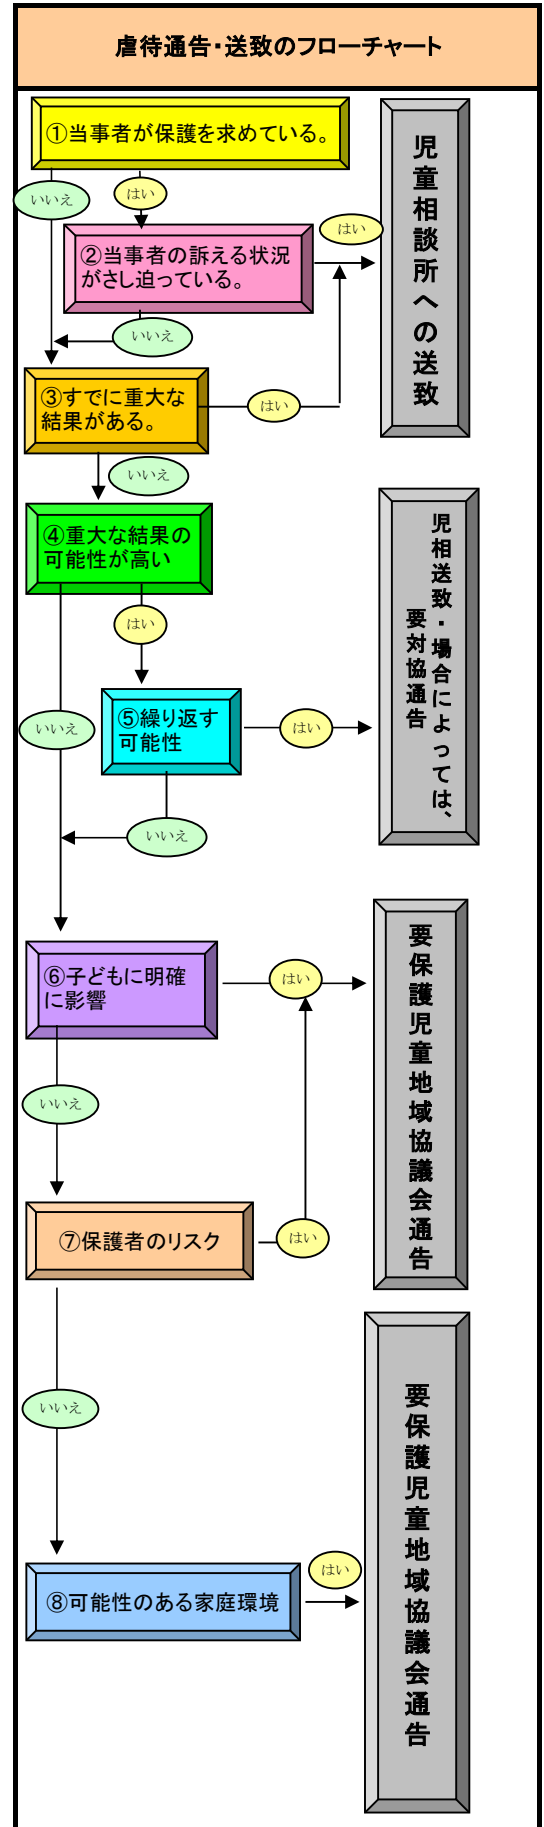 虐待通告・送致のフローチャート
①当事者が保護を求めている。
いいえ
はい
②当事者の訴える状況
がさし迫っている。
はい
児童相談所への送致
いいえ
③すでに重大な
結果がある。
はい
いいえ
④重大な結果の
可能性が高い
はい
いいえ
⑤繰り返す
可能性
はい
児相送致・場合によっては、
要対協通告
いいえ
⑥子どもに明確
に影響
はい
要保護児童地域協議会通告
いいえ
⑦保護者のリスク
はい
いいえ
⑧可能性のある家庭環境
はい
要保護児童地域協議会通告